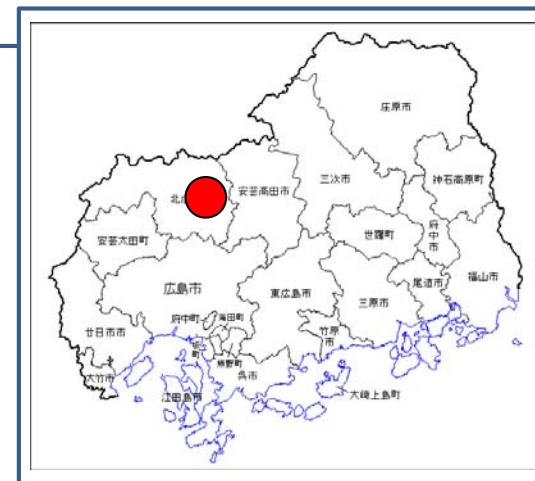 庄原市
三次市
神石高原町
安芸高田市
北
府中市
世羅町
安芸太田町
福山市
尾道市
広島市
東広島市
三原市
府中町
海田町
廿日市市
竹原市
坂町
熊野町
呉市
大竹市
江田島市
大崎上島町